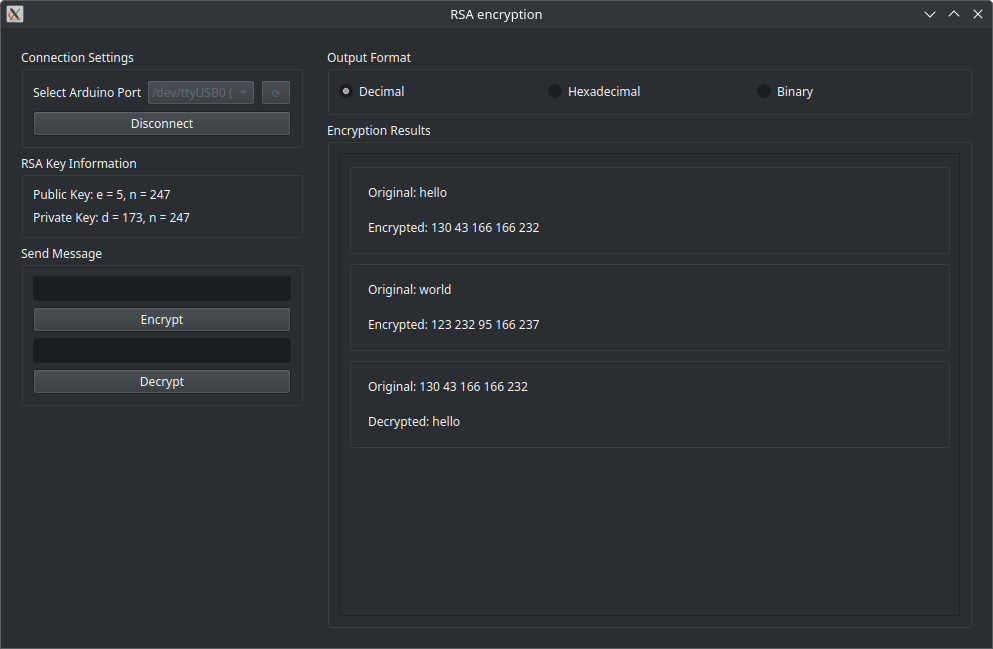 RSA encryption
Connection Settings
Select Arduino Port /dev/ttyUSB0 (
Disconnect
RSA Key Information
Public Key: e = 5, n = 247
Private Key: d = 173, n = 247
Send Message
Encrypt
Decrypt
Output Format
Decimal Hexadecimal Binary
Encryption Results
Original: hello
Encrypted: 130 43 166 166 232
Original: world
Encrypted: 123 232 95 166 237
Original: 130 43 166 166 232
Decrypted: hello